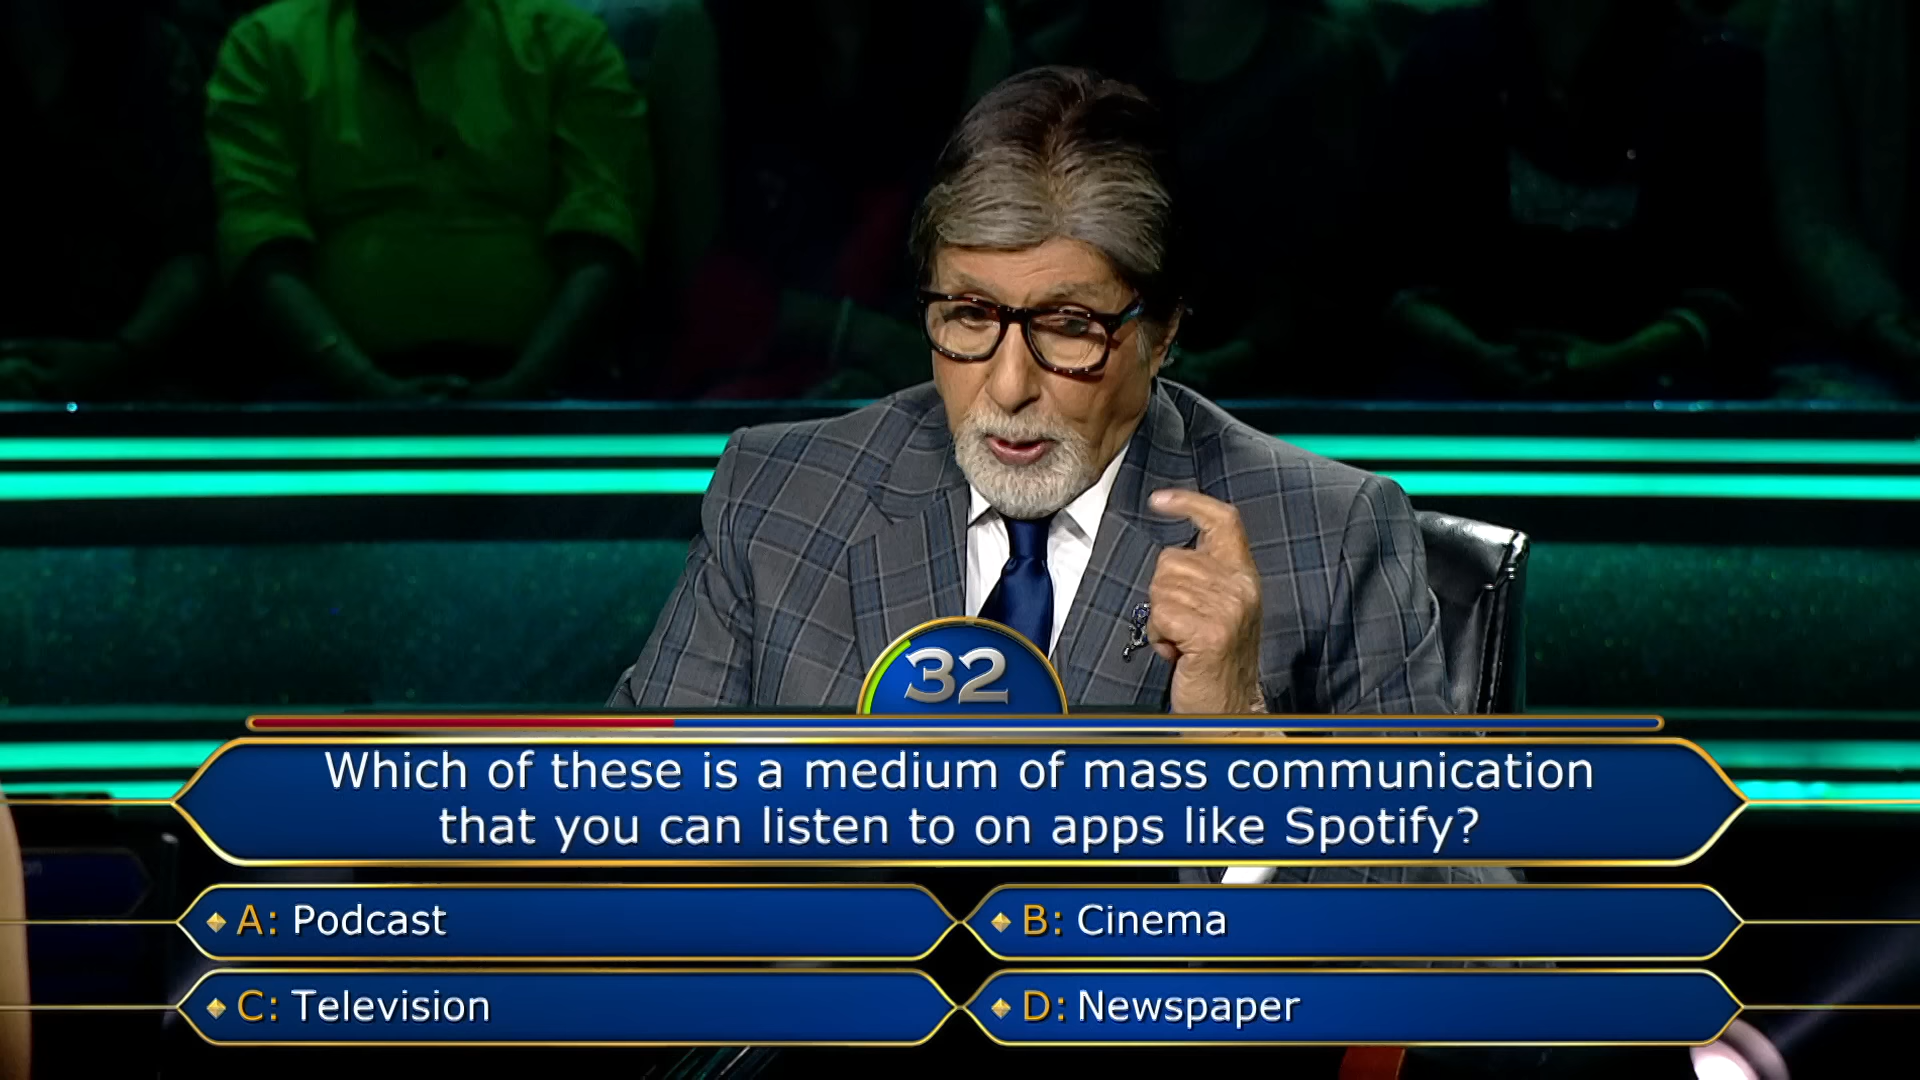 32
Which of these is a medium of mass communication
that you can listen to on apps like Spotify?
A: Podcast
B: Cinema
C: Television
D: Newspaper